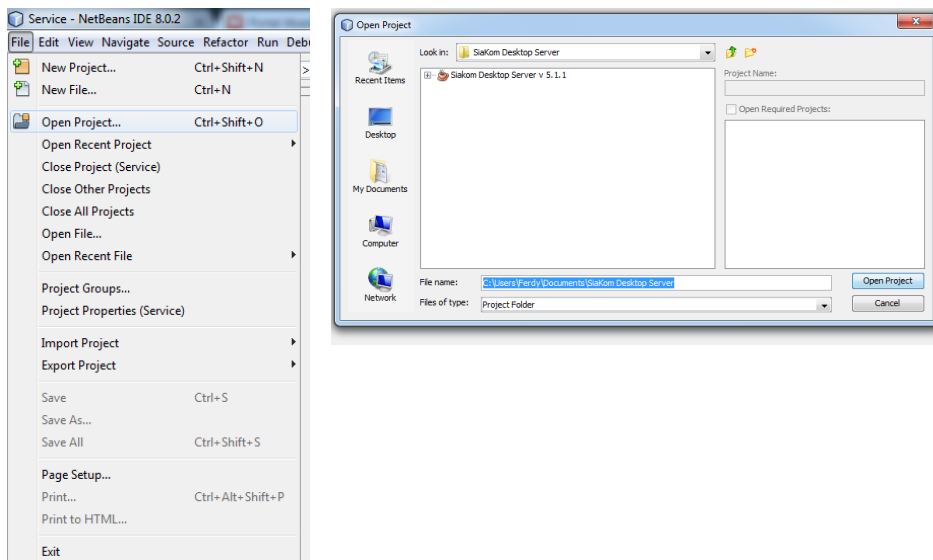 Service - NetBeans IDE 8.0.2
File Edit View Navigate Source Refactor Run Debu
New Project... Ctrl+Shift+N
New File... Ctrl+N
Open Project... Ctrl+Shift+O
Open Recent Project
Close Project (Service)
Close Other Projects
Close All Projects
Open File...
Open Recent File
Project Groups...
Project Properties (Service)
Import Project
Export Project
Save Ctrl+S
Save As...
Save All Ctrl+Shift+S
Page Setup...
Print... Ctrl+Alt+Shift+P
Print to HTML...
Exit
Open Project
Look in: SiaKom Desktop Server
Recent Items
Desktop
My Documents
Computer
Network
Siakom Desktop Server v 5.1.1
Project Name:
Open Required Projects:
File name: C:\Users\Ferdy\Documents\SiaKom Desktop Server
Open Project
Files of type: Project Folder
Cancel